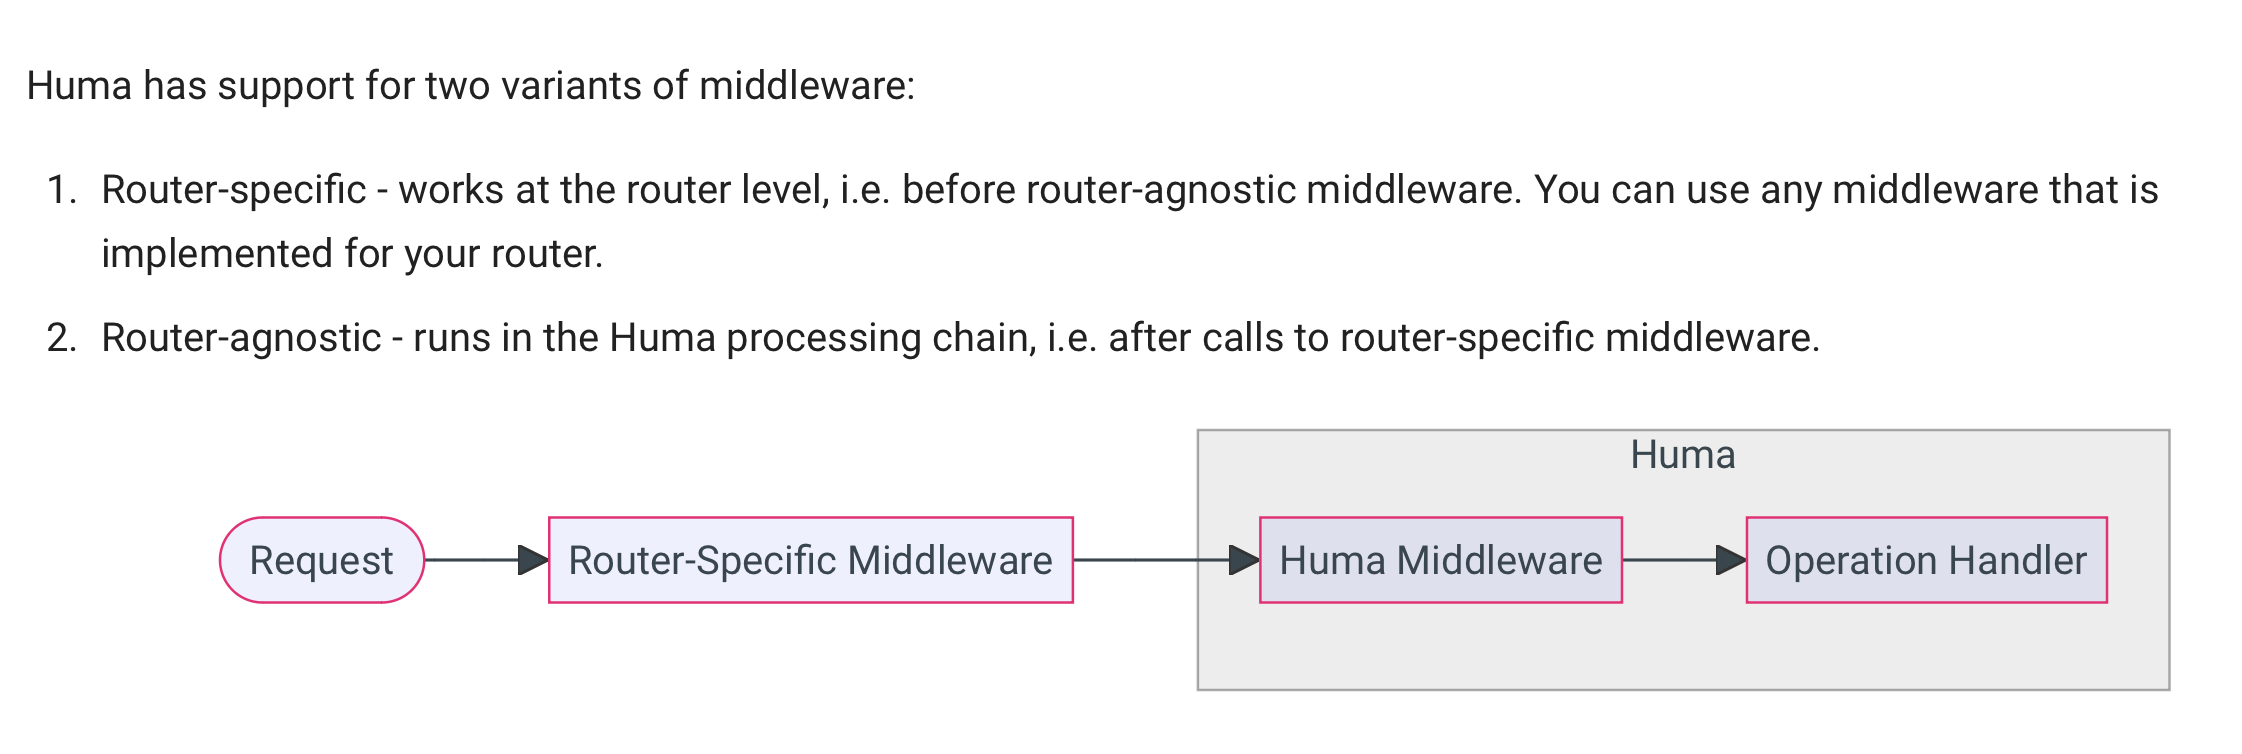 Huma has support for two variants of middleware:
1. Router-specific - works at the router level, i.e. before router-agnostic middleware. You can use any middleware that is
implemented for your router.
2. Router-agnostic - runs in the Huma processing chain, i.e. after calls to router-specific middleware.
Huma
Request
Router-Specific Middleware
Huma Middleware
Operation Handler